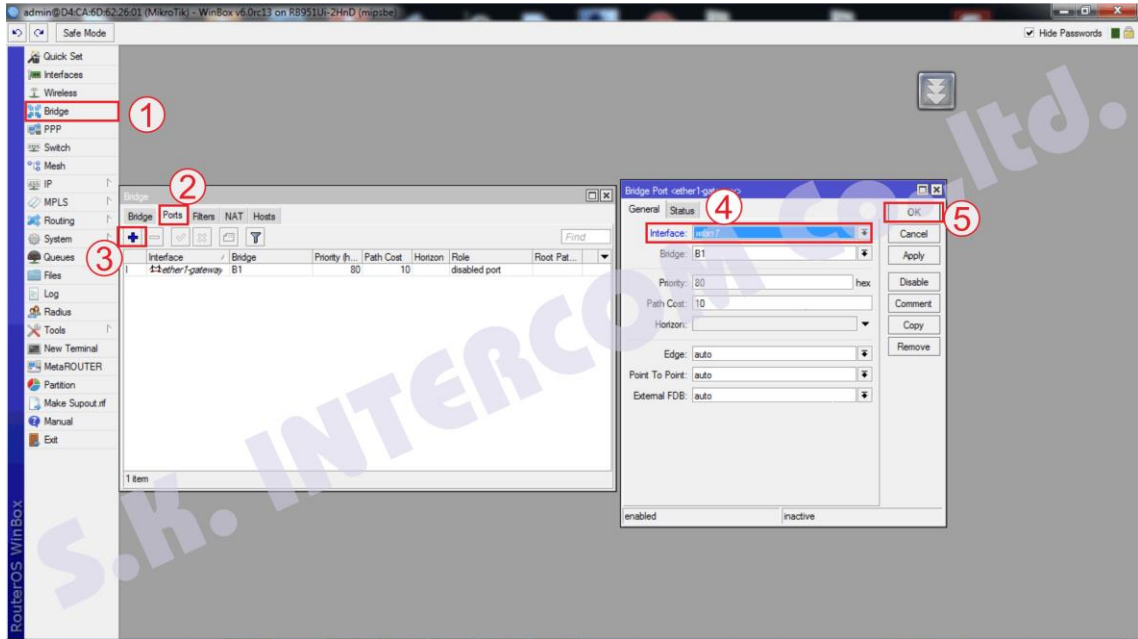 admin@D4:CA:6D:62:26:01 (MikroTik) - WinBox v6.0rc13 on RB951Ui-2HnD (mipsbe)
Safe Mode
Hide Passwords
Quick Set
Interfaces
Wireless
Bridge
PPP
Switch
Mesh
IP
MPLS
Routing
System
Queues
Files
Log
Radius
Tools
New Terminal
MetaROUTER
Partition
Make Supout.rif
Manual
Exit
RouterOS WinBox
1
2
3
Bridge
Bridge Ports Filters NAT Hosts
Find
Interface / Bridge Priority (h... Path Cost Horizon Role Root Pat...
I ether1-gateway B1 80 10 disabled port
1 item
Bridge Port <ether1-gateway>
General Status
4
5
Interface:
Bridge: B1
Priority: 80 hex
Path Cost: 10
Horizon:
Edge: auto
Point To Point: auto
External FDB: auto
OK
Cancel
Apply
Disable
Comment
Copy
Remove
enabled inactive
S.K. INTERCOM CO.,ltd.